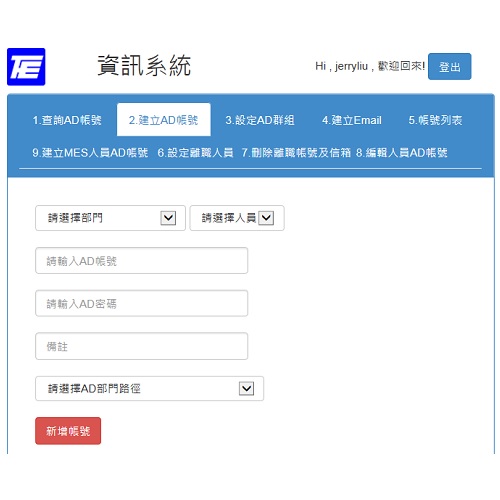 TE
資訊系統
Hi , jerryliu , 歡迎回來! 登出
1.查詢AD帳號 2.建立AD帳號 3.設定AD群組 4.建立Email 5.帳號列表
9.建立MES人員AD帳號 6.設定離職人員 7.刪除離職帳號及信箱 8.編輯人員AD帳號
請選擇部門 請選擇人員
請輸入AD帳號
請輸入AD密碼
備註
請選擇AD部門路徑
新增帳號